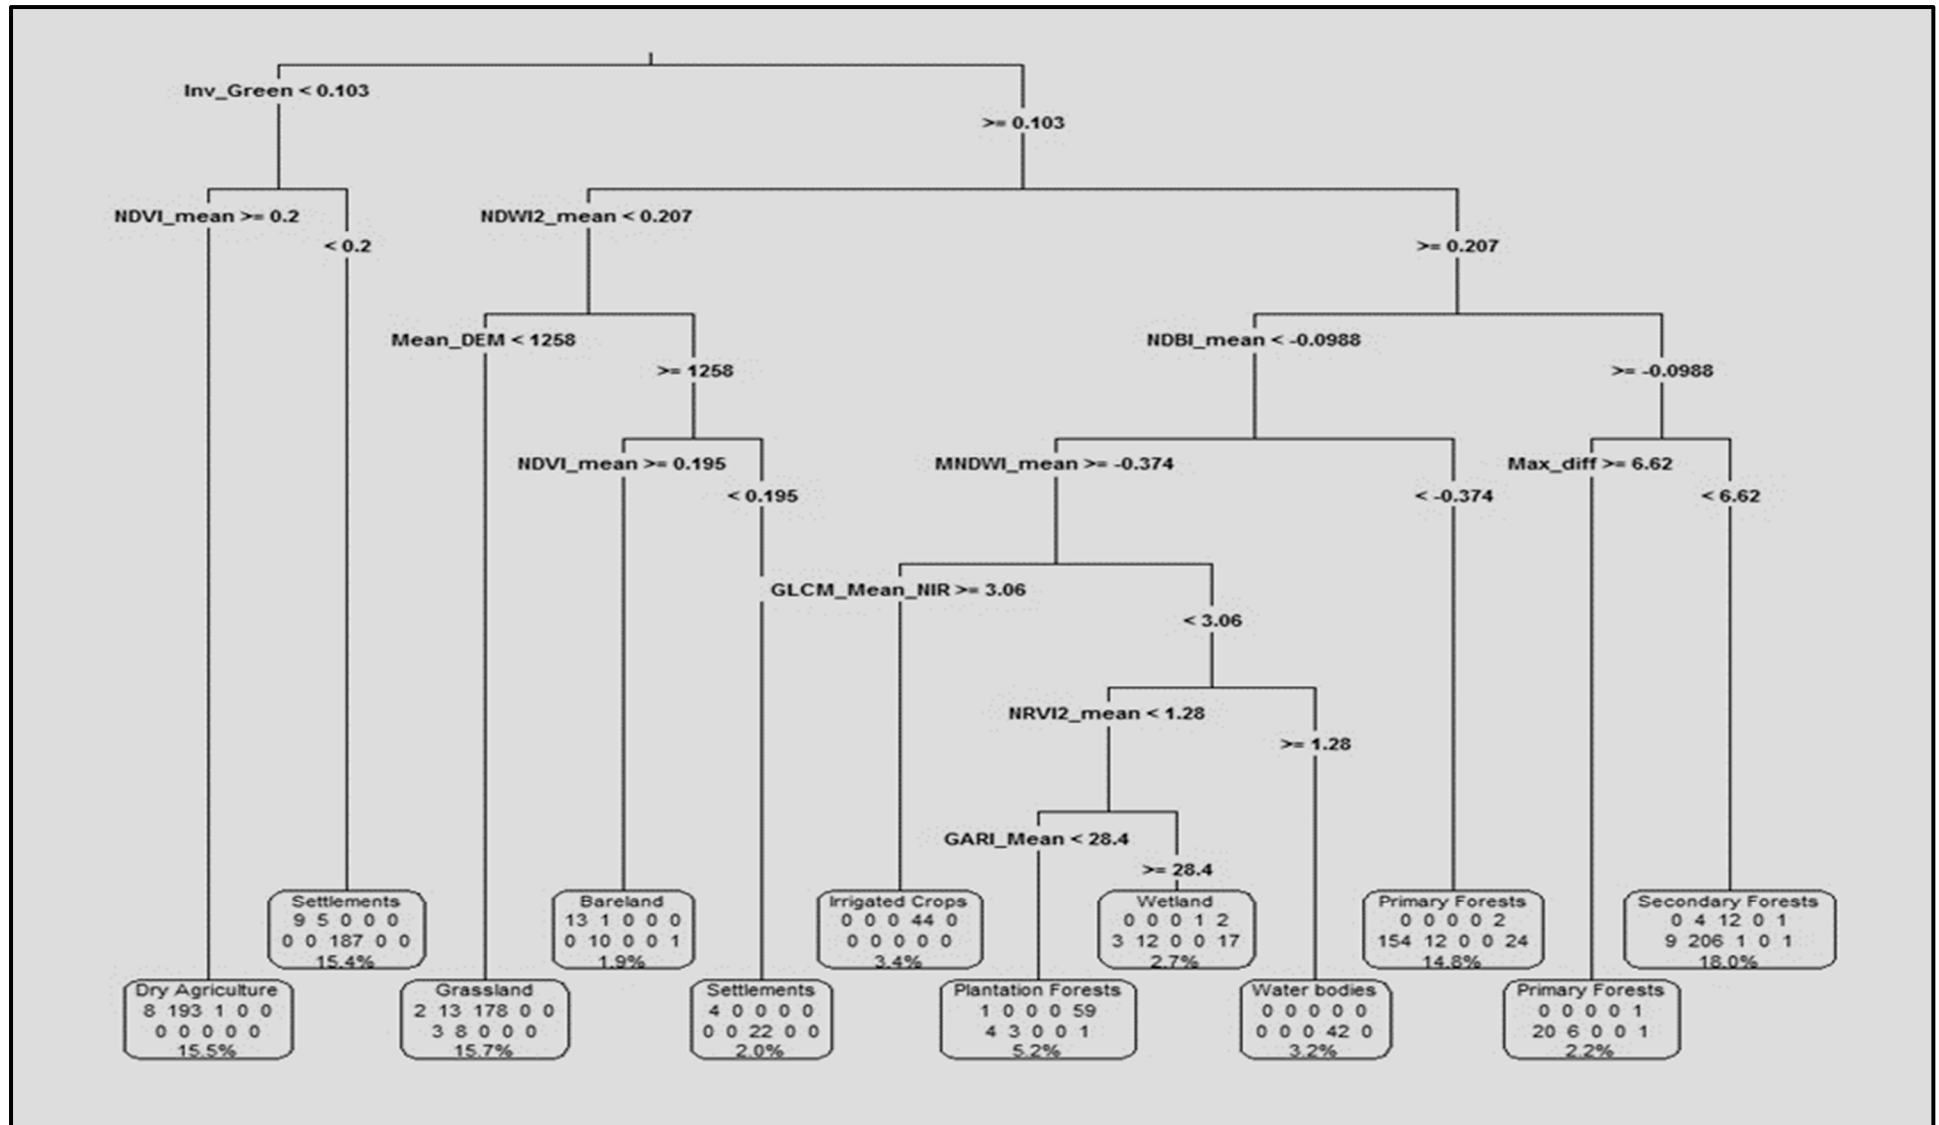 Inv_Green < 0.103
>= 0.103
NDVI_mean >= 0.2
< 0.2
NDWI2_mean < 0.207
>= 0.207
Mean_DEM < 1258
>= 1258
NDBI_mean < -0.0988
>= -0.0988
NDVI_mean >= 0.195
< 0.195
MNDWI_mean >= -0.374
< -0.374
Max_diff >= 6.62
< 6.62
GLCM_Mean_NIR >= 3.06
< 3.06
NRVI2_mean < 1.28
>= 1.28
GARI_Mean < 28.4
>= 28.4
Settlements
9 5 0 0 0
0 0 187 0 0
15.4%
Bareland
13 1 0 0 0
0 10 0 0 1
1.9%
Irrigated Crops
0 0 0 44 0
0 0 0 0 0
3.4%
Wetland
0 0 0 1 2
3 12 0 0 17
2.7%
Primary Forests
0 0 0 0 2
154 12 0 0 24
14.8%
Secondary Forests
0 4 12 0 1
9 206 1 0 1
18.0%
Dry Agriculture
8 193 1 0 0
0 0 0 0 0
15.5%
Grassland
2 13 178 0 0
3 8 0 0 0
15.7%
Settlements
4 0 0 0 0
0 0 22 0 0
2.0%
Plantation Forests
1 0 0 0 59
4 3 0 0 1
5.2%
Water bodies
0 0 0 0 0
0 0 0 42 0
3.2%
Primary Forests
0 0 0 0 1
20 6 0 0 1
2.2%